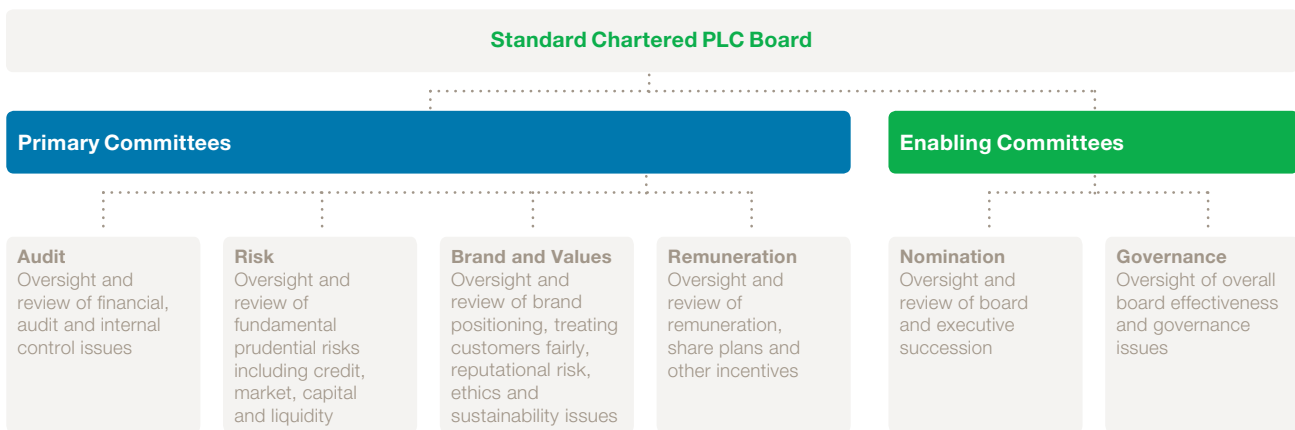 Standard Chartered PLC Board
Primary Committees
Enabling Committees
Audit
Oversight and
review of financial,
audit and internal
control issues
Risk
Oversight and
review of
fundamental
prudential risks
including credit,
market, capital
and liquidity
Brand and Values
Oversight and
review of brand
positioning, treating
customers fairly,
reputational risk,
ethics and
sustainability issues
Remuneration
Oversight and
review of
remuneration,
share plans and
other incentives
Nomination
Oversight and
review of board
and executive
succession
Governance
Oversight of overall
board effectiveness
and governance
issues